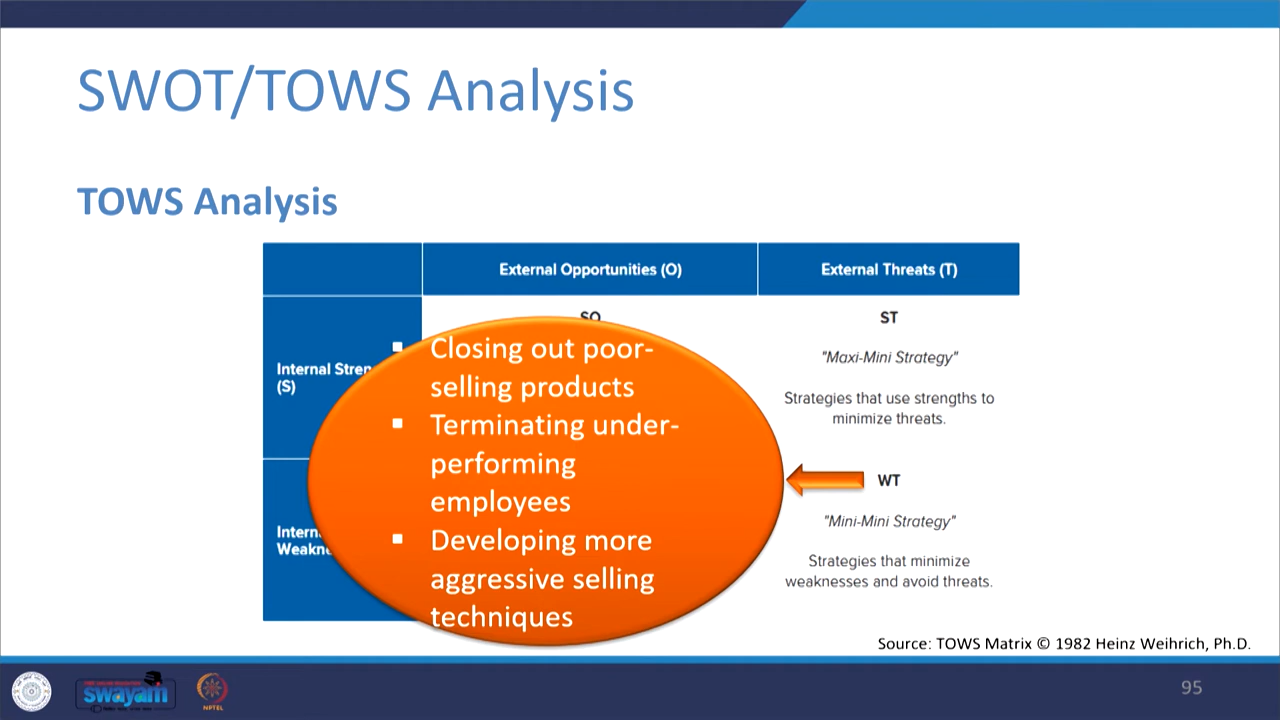 SWOT/TOWS Analysis
TOWS Analysis
External Opportunities (O)
External Threats (T)
Internal
(S)
SO
ST
"Maxi-Mini Strategy"
Strategies that use strengths to
minimize threats.
Closing out poor-
selling products
Terminating under-
performing
employees
Developing more
aggressive selling
techniques
WT
"Mini-Mini Strategy"
Strategies that minimize
weaknesses and avoid threats.
Source: TOWS Matrix © 1982 Heinz Weihrich, Ph.D.
swayam
NPTEL
95